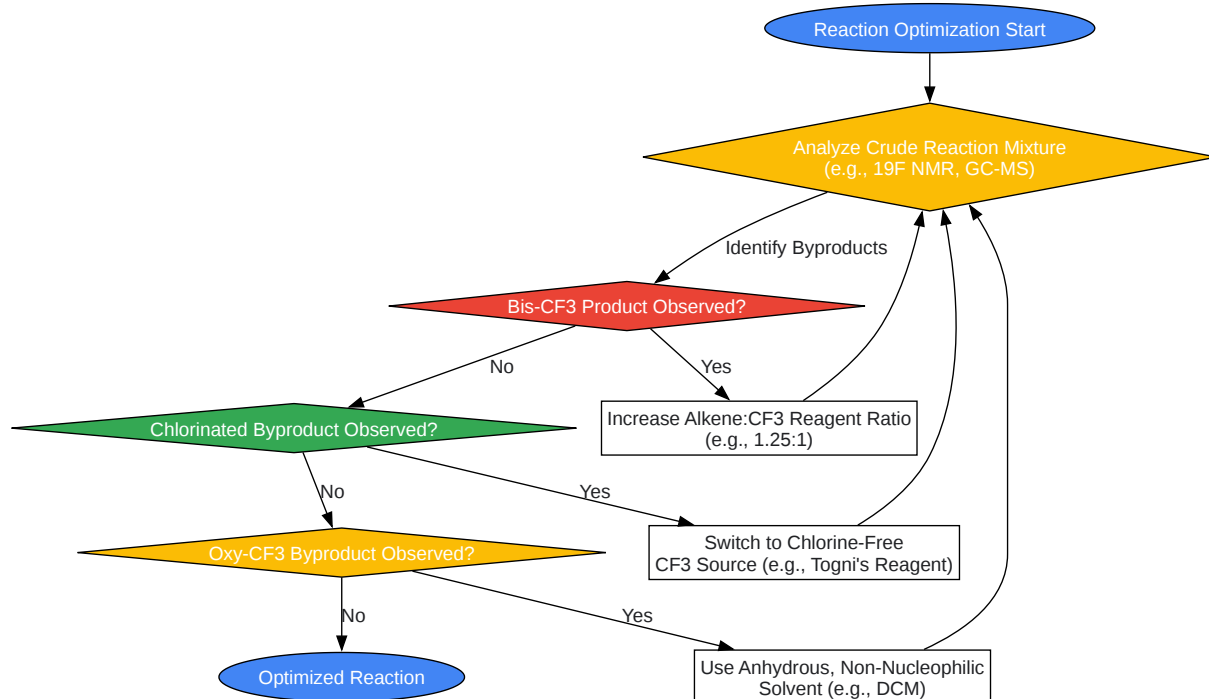 Reaction Optimization Start
Analyze Crude Reaction Mixture
(e.g., 19F NMR, GC-MS)
Identify Byproducts
Bis-CF3 Product Observed?
No
Yes
Increase Alkene:CF3 Reagent Ratio
(e.g., 1.25:1)
Chlorinated Byproduct Observed?
No
Yes
Switch to Chlorine-Free
CF3 Source (e.g., Togni's Reagent)
Oxy-CF3 Byproduct Observed?
No
Yes
Use Anhydrous, Non-Nucleophilic
Solvent (e.g., DCM)
Optimized Reaction